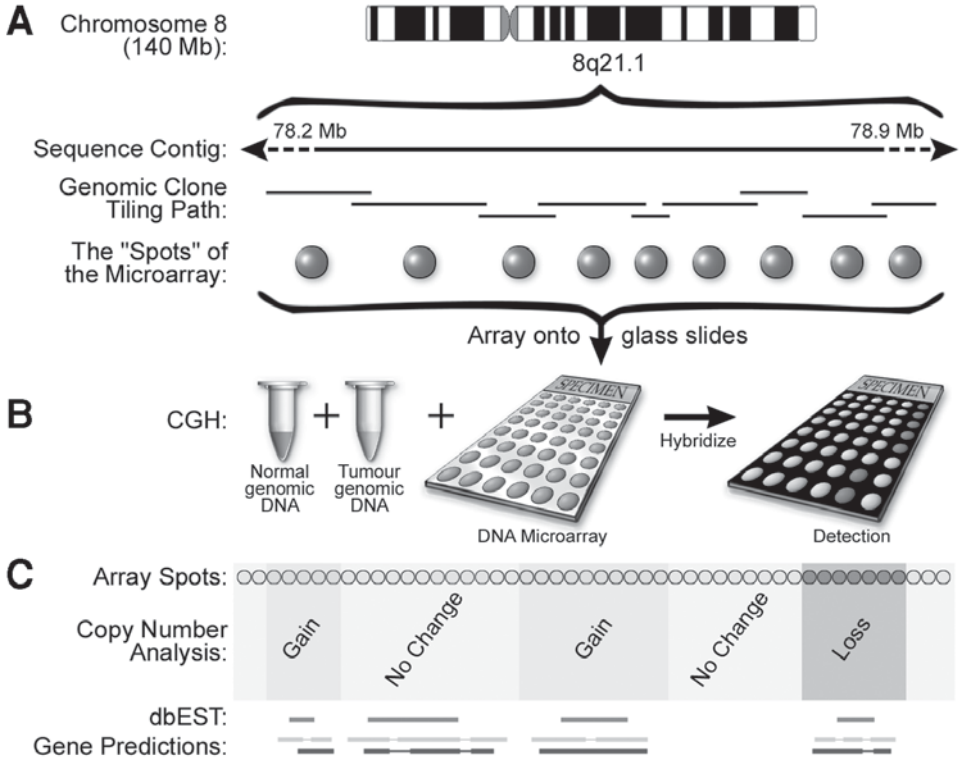 A
Chromosome 8
(140 Mb):
8q21.1
78.2 Mb
78.9 Mb
Sequence Contig:
Genomic Clone
Tiling Path:
The "Spots" of
the Microarray:
Array onto glass slides
B
CGH:
+
+
SPECIMEN
SPECIMEN
Hybridize
Normal
genomic
DNA
Tumour
genomic
DNA
DNA Microarray
Detection
C
Array Spots:
Copy Number
Analysis:
Gain
No Change
Gain
No Change
Loss
dbEST:
Gene Predictions: